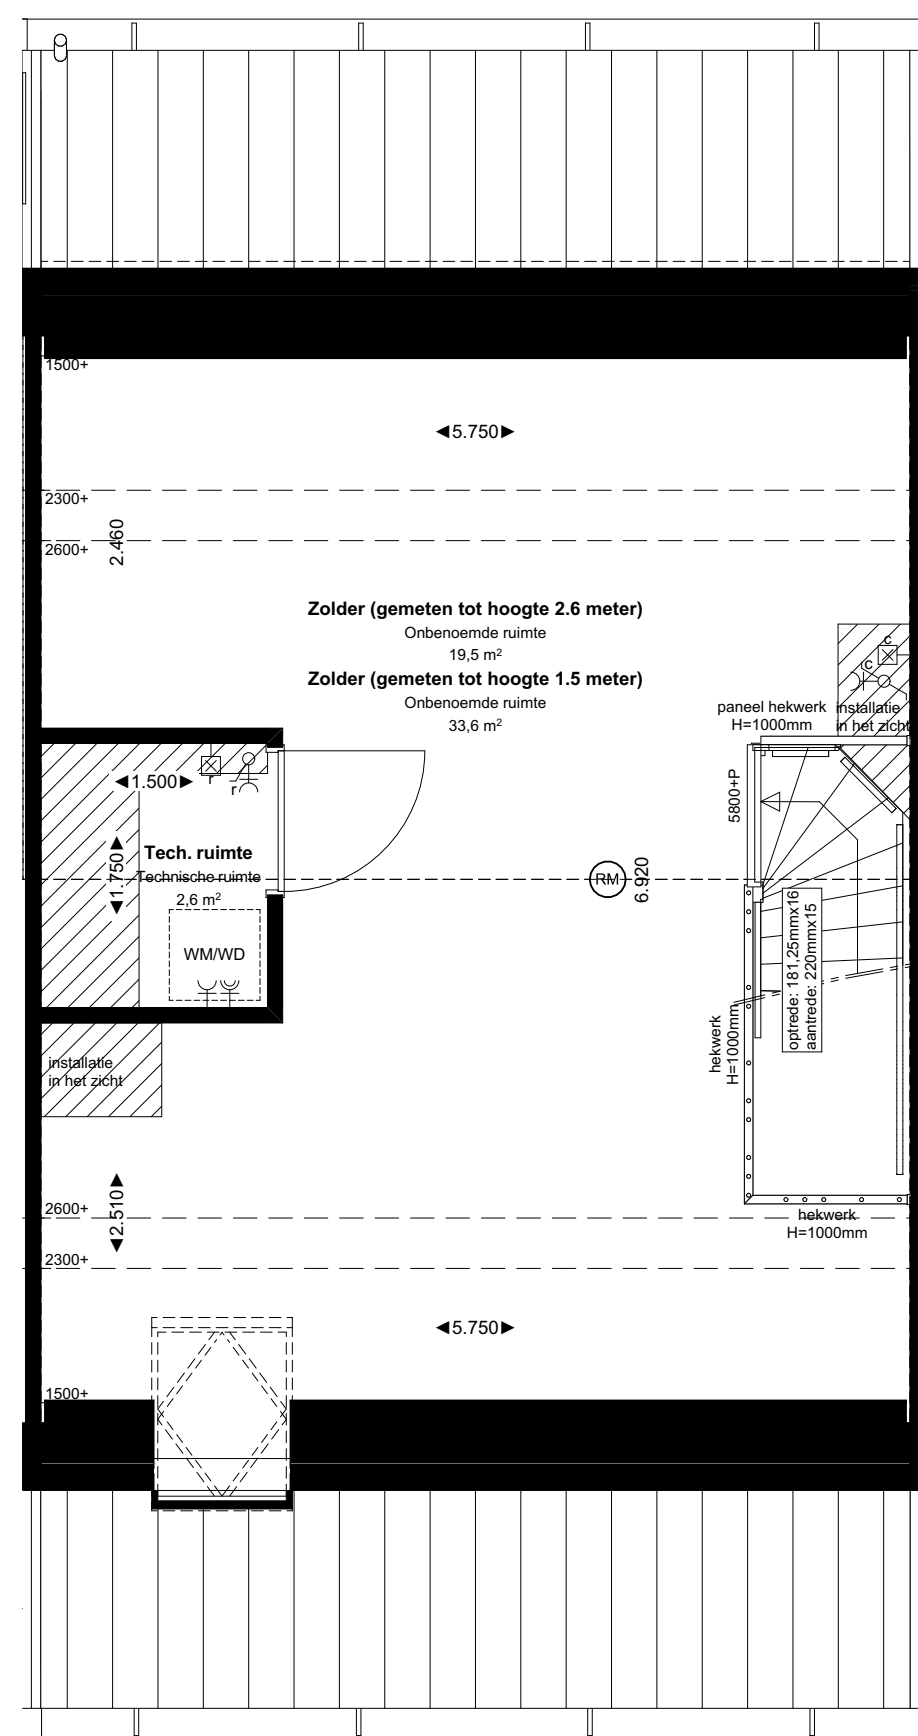 1500+
◄5.750►
2300+
2.460
2600+
Zolder (gemeten tot hoogte 2.6 meter)
Onbenoemde ruimte
19,5 m²
Zolder (gemeten tot hoogte 1.5 meter)
Onbenoemde ruimte
33,6 m²
c
c
paneel hekwerk
H=1000mm
installatie
in het zicht
r
r
◄1.500►
5800+P
◄1.750►
Tech. ruimte
Technische ruimte
2,6 m²
RM
6.920
WM/WD
optrede: 181,25mmx16
aantrede: 220mmx15
hekwerk
H=1000mm
installatie
in het zicht
◄2.510►
2600+
hekwerk
H=1000mm
2300+
◄5.750►
1500+